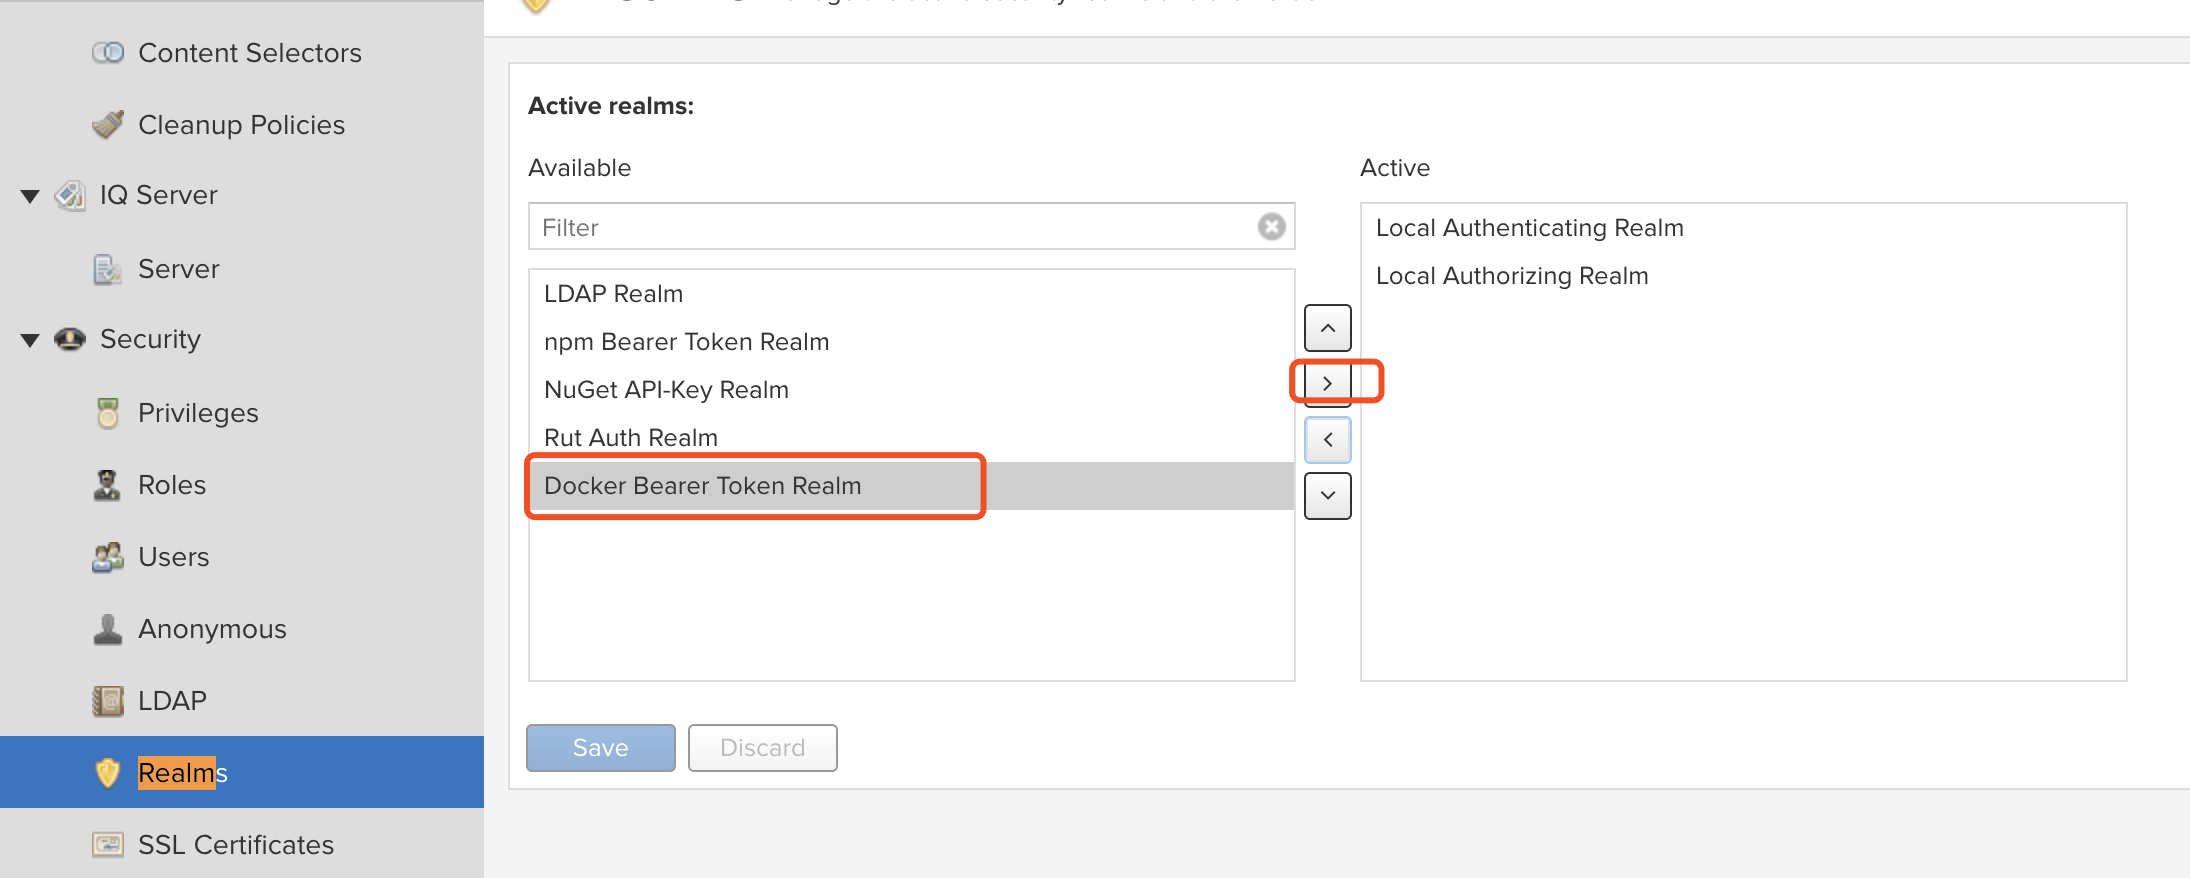 Content Selectors
Cleanup Policies
IQ Server
Server
Security
Privileges
Roles
Users
Anonymous
LDAP
Realms
SSL Certificates
Active realms:
Available
Filter
LDAP Realm
npm Bearer Token Realm
NuGet API-Key Realm
Rut Auth Realm
Docker Bearer Token Realm
Active
Local Authenticating Realm
Local Authorizing Realm
Save
Discard